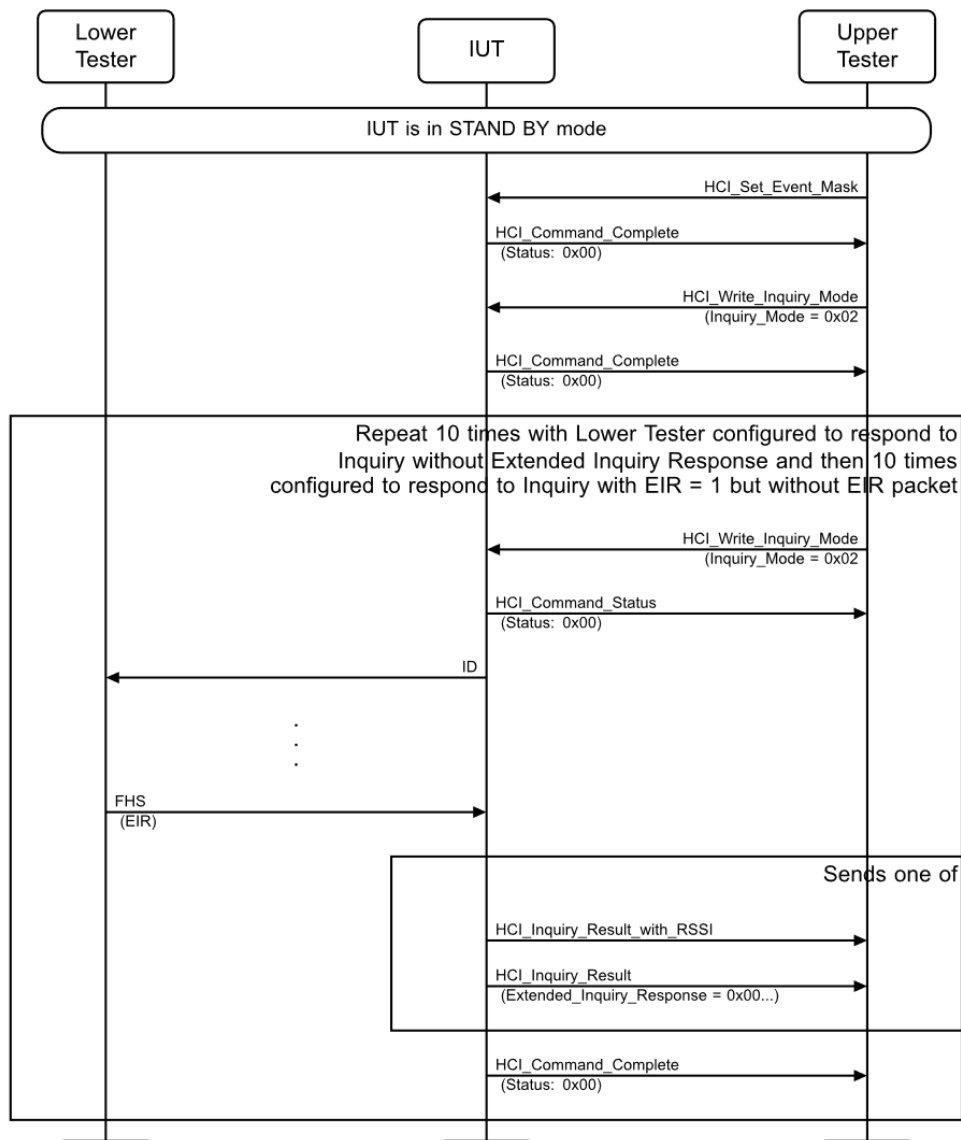 Lower
Tester
IUT
Upper
Tester
IUT is in STAND BY mode
HCI_Set_Event_Mask
HCI_Command_Complete
(Status: 0x00)
HCI_Write_Inquiry_Mode
(Inquiry_Mode = 0x02
HCI_Command_Complete
(Status: 0x00)
Repeat 10 times with Lower Tester configured to respond to
Inquiry without Extended Inquiry Response and then 10 times
configured to respond to Inquiry with EIR = 1 but without EIR packet
HCI_Write_Inquiry_Mode
(Inquiry_Mode = 0x02
HCI_Command_Status
(Status: 0x00)
ID
.
.
.
FHS
(EIR)
Sends one of
HCI_Inquiry_Result_with_RSSI
HCI_Inquiry_Result
(Extended_Inquiry_Response = 0x00...)
HCI_Command_Complete
(Status: 0x00)